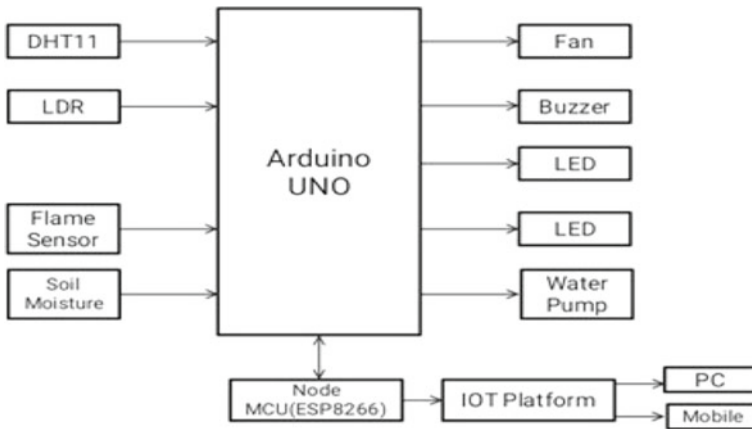 DHT11
LDR
Flame
Sensor
Soil
Moisture
Arduino
UNO
Fan
Buzzer
LED
LED
Water
Pump
Node
MCU(ESP8266)
IOT Platform
PC
Mobile